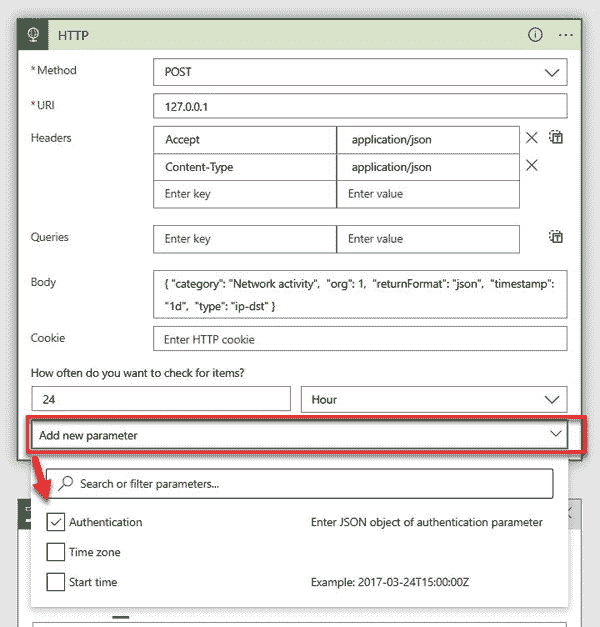 HTTP
*Method
POST
*URI
127.0.0.1
Headers
Accept
application/json
Content-Type
application/json
Enter key
Enter value
Queries
Enter key
Enter value
Body
{ "category": "Network activity", "org": 1, "returnFormat": "json", "timestamp":
"1d", "type": "ip-dst" }
Cookie
Enter HTTP cookie
How often do you want to check for items?
24
Hour
Add new parameter
Search or filter parameters...
Authentication
Enter JSON object of authentication parameter
Time zone
Start time
Example: 2017-03-24T15:00:00Z